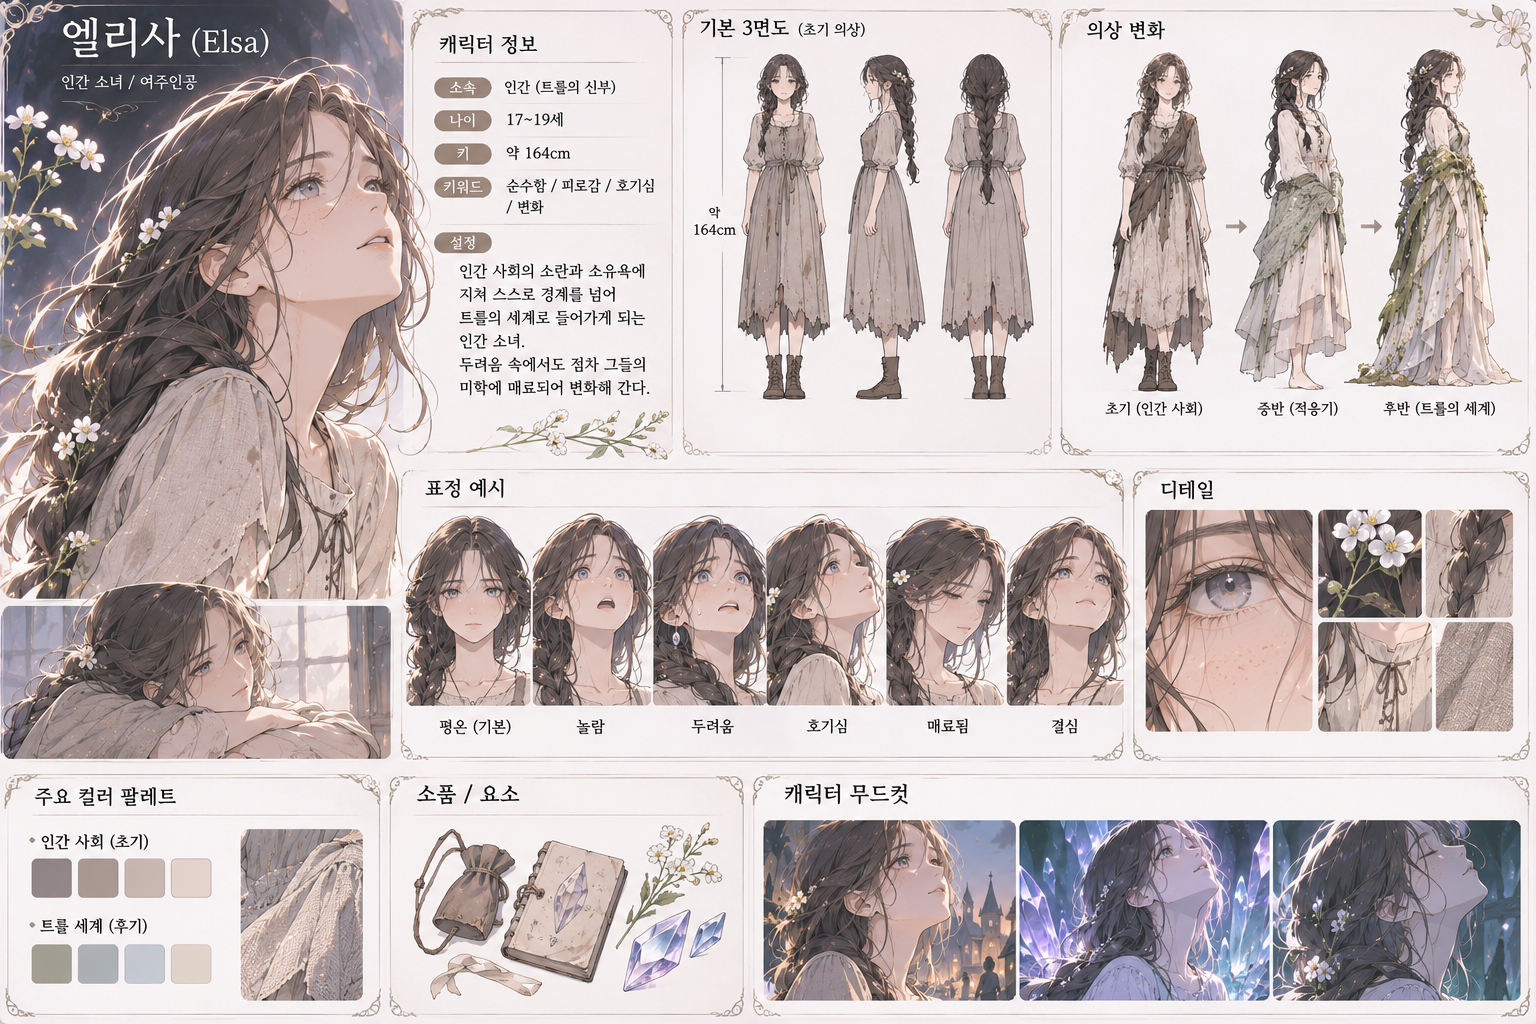 엘리사 (Elsa)
인간 소녀 / 여주인공
캐릭터 정보
소속 인간 (트롤의 신부)
나이 17~19세
키 약 164cm
키워드 순수함 / 피로감 / 호기심
/ 변화
설정
인간 사회의 소란과 소유욕에
지쳐 스스로 경계를 넘어
트롤의 세계로 들어가게 되는
인간 소녀.
두려움 속에서도 점차 그들의
미학에 매료되어 변화해 간다.
기본 3면도 (초기 의상)
약
164cm
의상 변화
초기 (인간 사회)
중반 (적응기)
후반 (트롤의 세계)
표정 예시
평온 (기본)
놀람
두려움
호기심
매료됨
결심
디테일
주요 컬러 팔레트
인간 사회 (초기)
트롤 세계 (후기)
소품 / 요소
캐릭터 무드컷